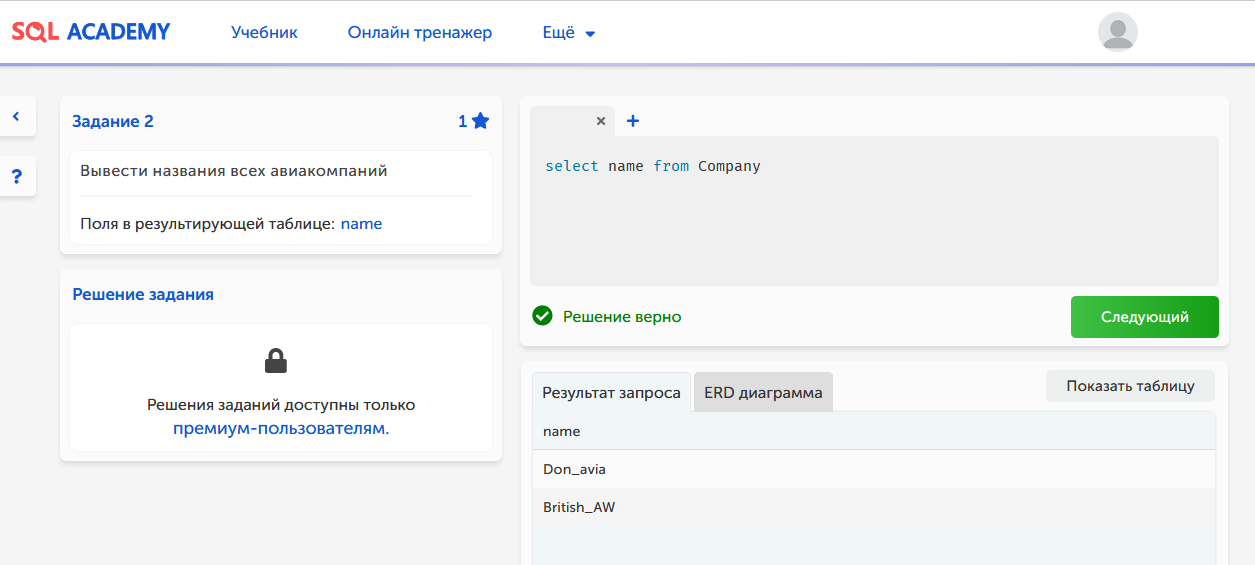 SQL ACADEMY
Учебник
Онлайн тренажер
Ещё
Задание 2
1
Вывести названия всех авиакомпаний
Поля в результирующей таблице: name
Решение задания
Решения заданий доступны только
премиум-пользователям.
select name from Company
Решение верно
Следующий
Результат запроса
ERD диаграмма
Показать таблицу
name
Don_avia
British_AW